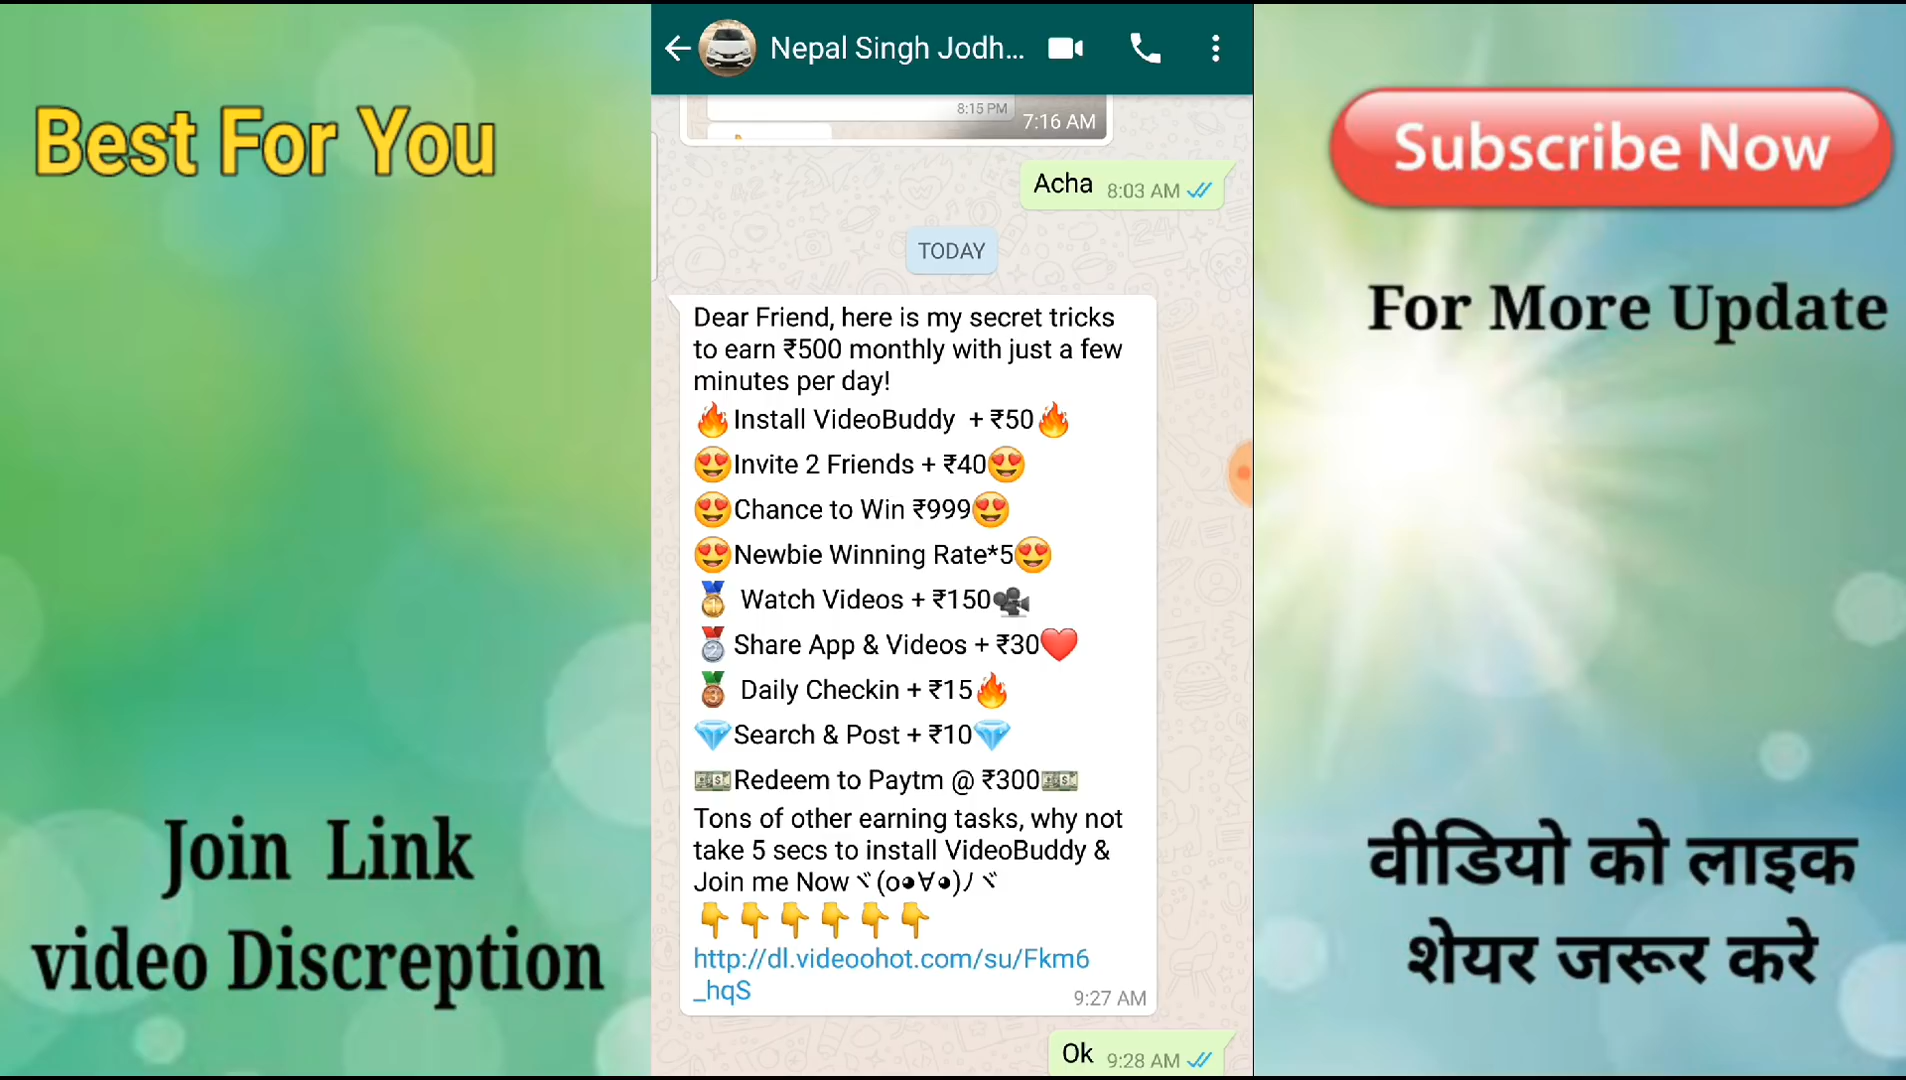 Best For You
Join Link
video Discreption
Nepal Singh Jodh...
8:15 PM
7:16 AM
Acha 8:03 AM
TODAY
Dear Friend, here is my secret tricks
to earn ₹500 monthly with just a few
minutes per day!
🔥Install VideoBuddy + ₹50🔥
😍Invite 2 Friends + ₹40😍
😍Chance to Win ₹999😍
😍Newbie Winning Rate*5😍
🥇 Watch Videos + ₹150🎥
🥈Share App & Videos + ₹30❤️
🥉 Daily Checkin + ₹15🔥
💎Search & Post + ₹10💎
💵Redeem to Paytm @ ₹300💵
Tons of other earning tasks, why not
take 5 secs to install VideoBuddy &
Join me Nowヾ(o◕∀◕)ﾉヾ
👇👇👇👇👇👇
http://dl.videoohot.com/su/Fkm6
_hqS
9:27 AM
Ok 9:28 AM
Subscribe Now
For More Update
वीडियो को लाइक
शेयर जरूर करे